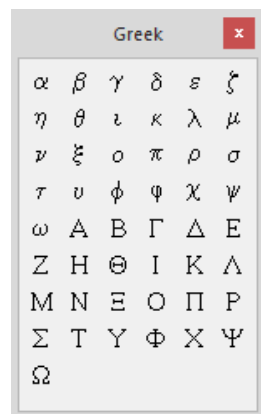 Greek x
α β γ δ ε ζ
η θ ι κ λ μ
ν ξ ο π ρ σ
τ υ ϕ φ χ ψ
ω Α Β Γ Δ Ε
Ζ Η Θ Ι Κ Λ
Μ Ν Ξ Ο Π Ρ
Σ Τ Υ Φ Χ Ψ
Ω